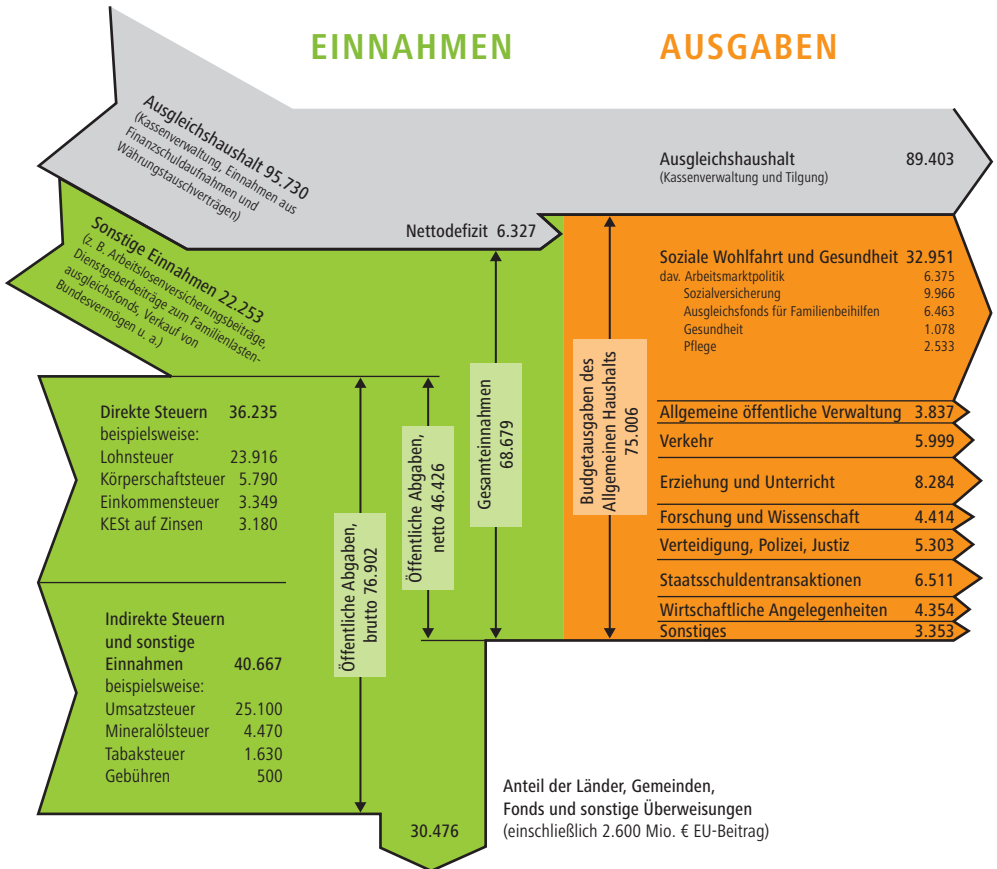 EINNAHMEN
AUSGABEN
Ausgleichshaushalt 95.730
(Kassenverwaltung, Einnahmen aus
Finanzschuldaufnahmen und
Währungstauschverträgen)
Ausgleichshaushalt 89.403
(Kassenverwaltung und Tilgung)
Nettodefizit 6.327
Sonstige Einnahmen 22.253
(z. B. Arbeitslosenversicherungsbeiträge,
Dienstgeberbeiträge zum Familienlasten-
ausgleichsfonds, Verkauf von
Bundesvermögen u. a.)
Direkte Steuern 36.235
beispielsweise:
Lohnsteuer 23.916
Körperschaftsteuer 5.790
Einkommensteuer 3.349
KESt auf Zinsen 3.180
Indirekte Steuern
und sonstige
Einnahmen 40.667
beispielsweise:
Umsatzsteuer 25.100
Mineralölsteuer 4.470
Tabaksteuer 1.630
Gebühren 500
Öffentliche Abgaben,
brutto 76.902
Öffentliche Abgaben,
netto 46.426
Gesamteinnahmen
68.679
Budgetausgaben des
Allgemeinen Haushalts
75.006
Soziale Wohlfahrt und Gesundheit 32.951
dav. Arbeitsmarktpolitik 6.375
Sozialversicherung 9.966
Ausgleichsfonds für Familienbeihilfen 6.463
Gesundheit 1.078
Pflege 2.533
Allgemeine öffentliche Verwaltung 3.837
Verkehr 5.999
Erziehung und Unterricht 8.284
Forschung und Wissenschaft 4.414
Verteidigung, Polizei, Justiz 5.303
Staatsschuldentransaktionen 6.511
Wirtschaftliche Angelegenheiten 4.354
Sonstiges 3.353
30.476
Anteil der Länder, Gemeinden,
Fonds und sonstige Überweisungen
(einschließlich 2.600 Mio. € EU-Beitrag)